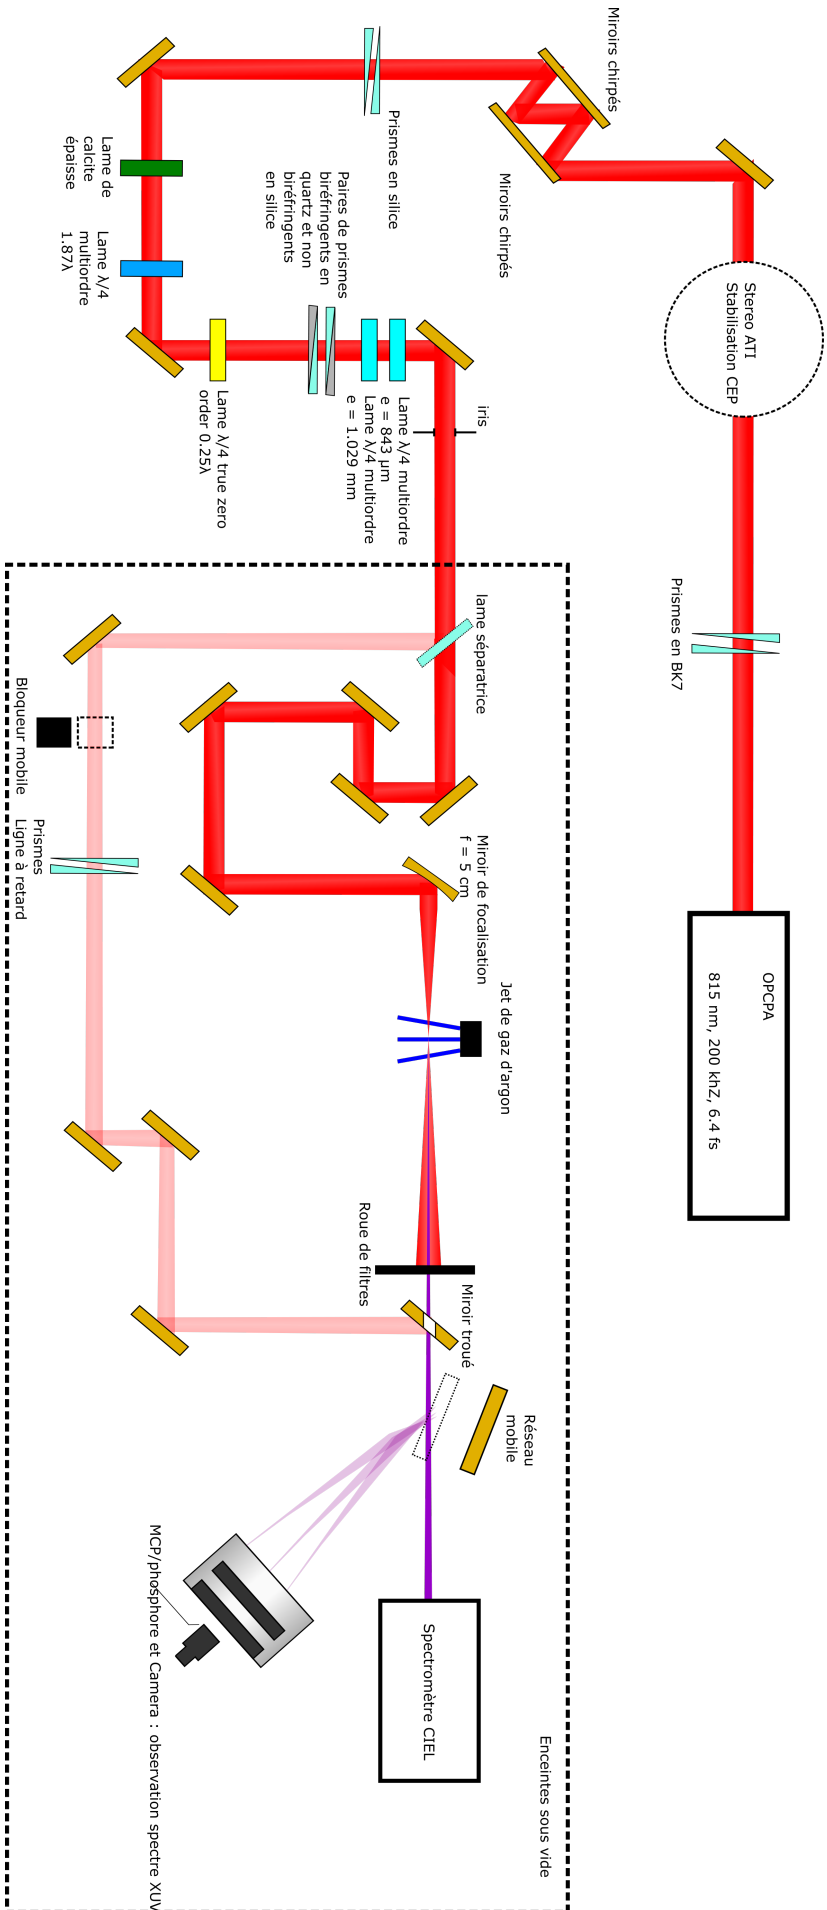 OPCPA
815 nm, 200 khZ, 6.4 fs
Prismes en BK7
Stereo ATI
Stabilisation CEP
Miroirs chirpés
Miroirs chirpés
Prismes en silice
Lame de
calcite
épaisse
Lame λ/4
multiordre
1.87λ
Lame λ/4 true zero
order 0.25λ
Paires de prismes
biréfringents en
quartz et non
biréfringents
en silice
Lame λ/4 multiordre
e = 843 μm
Lame λ/4 multiordre
e = 1.029 mm
iris
lame séparatrice
Bloqueur mobile
Prismes
Ligne à retard
Miroir de focalisation
f = 5 cm
Jet de gaz d'argon
Roue de filtres
Miroir troué
Réseau
mobile
MCP/phosphore et Camera : observation spectre XUV
Spectromètre CIEL
Enceintes sous vide